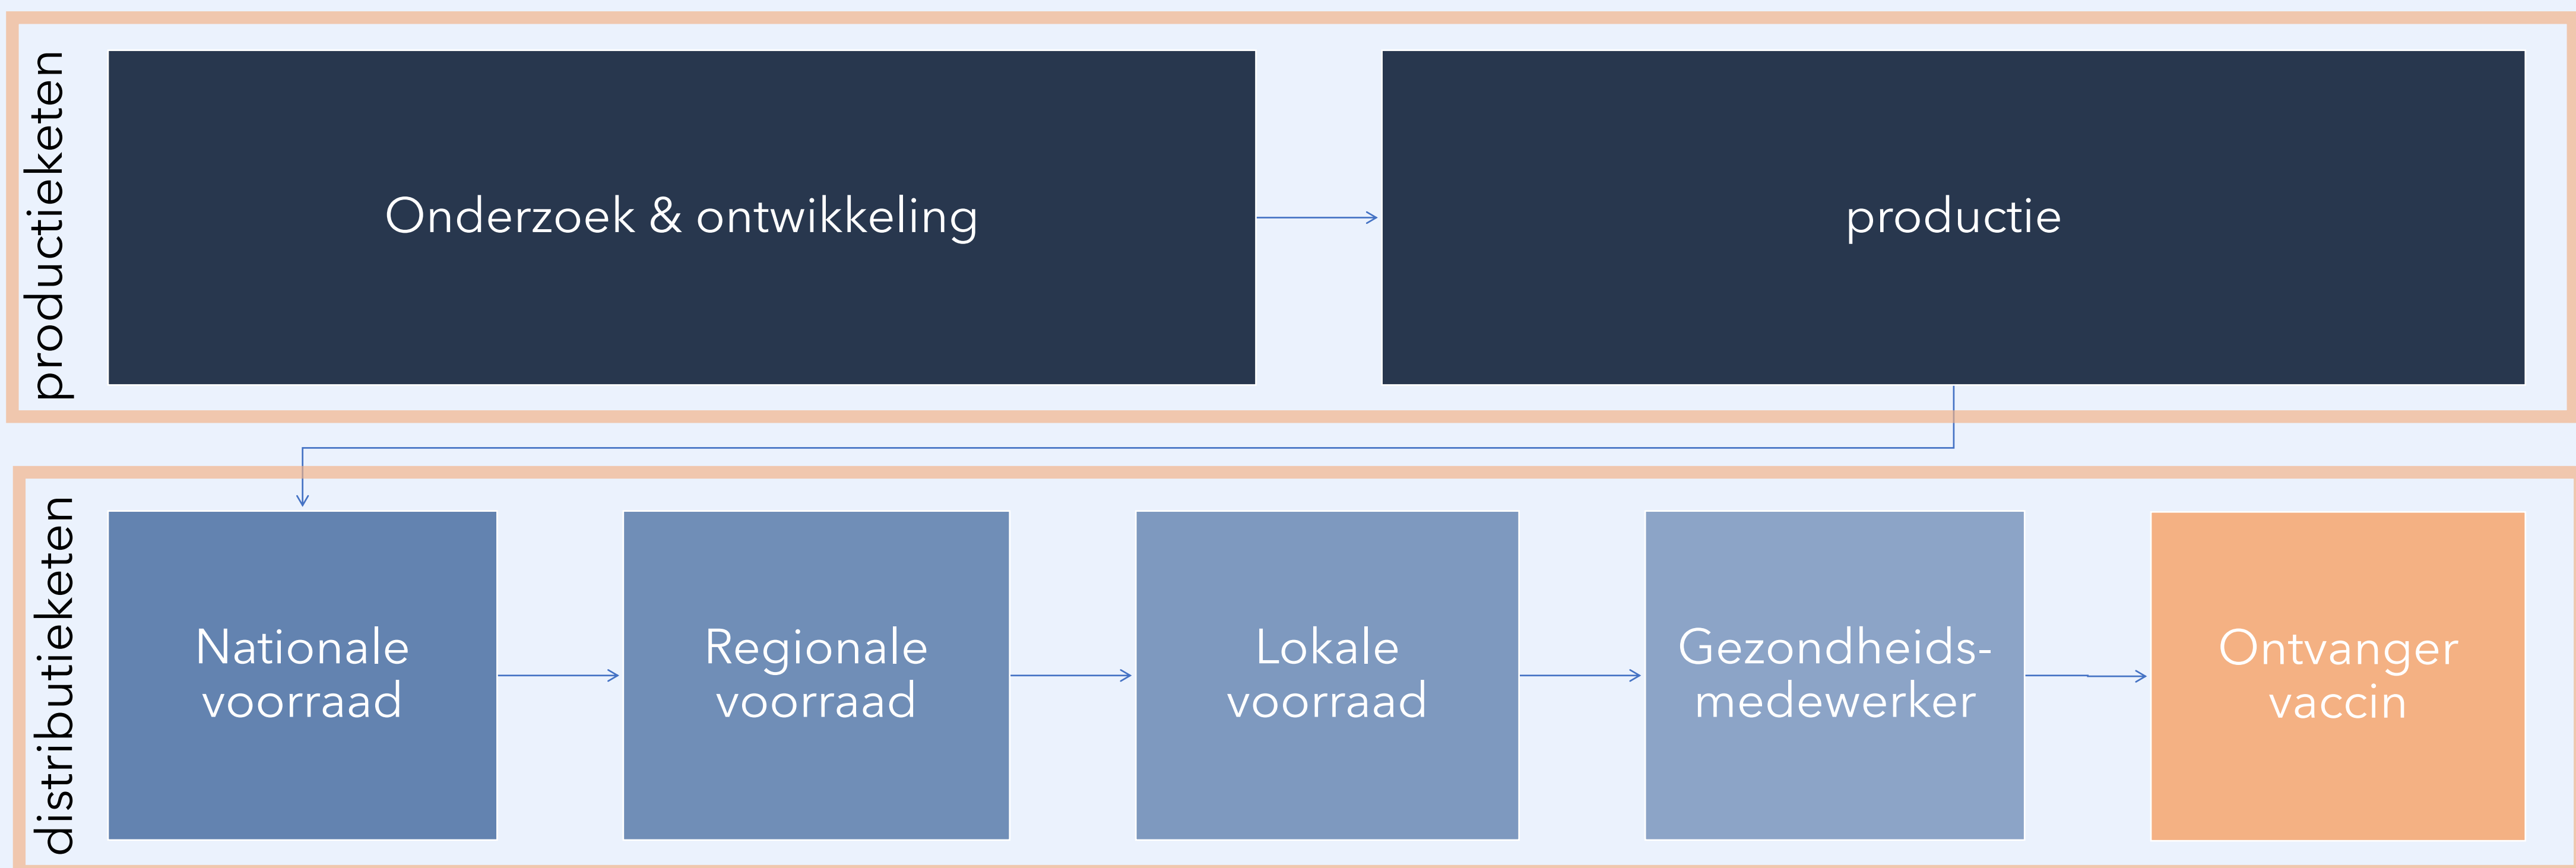 productieketen
Onderzoek & ontwikkeling
productie
distributieketen
Nationale
voorraad
Regionale
voorraad
Lokale
voorraad
Gezondheids-
medewerker
Ontvanger
vaccin